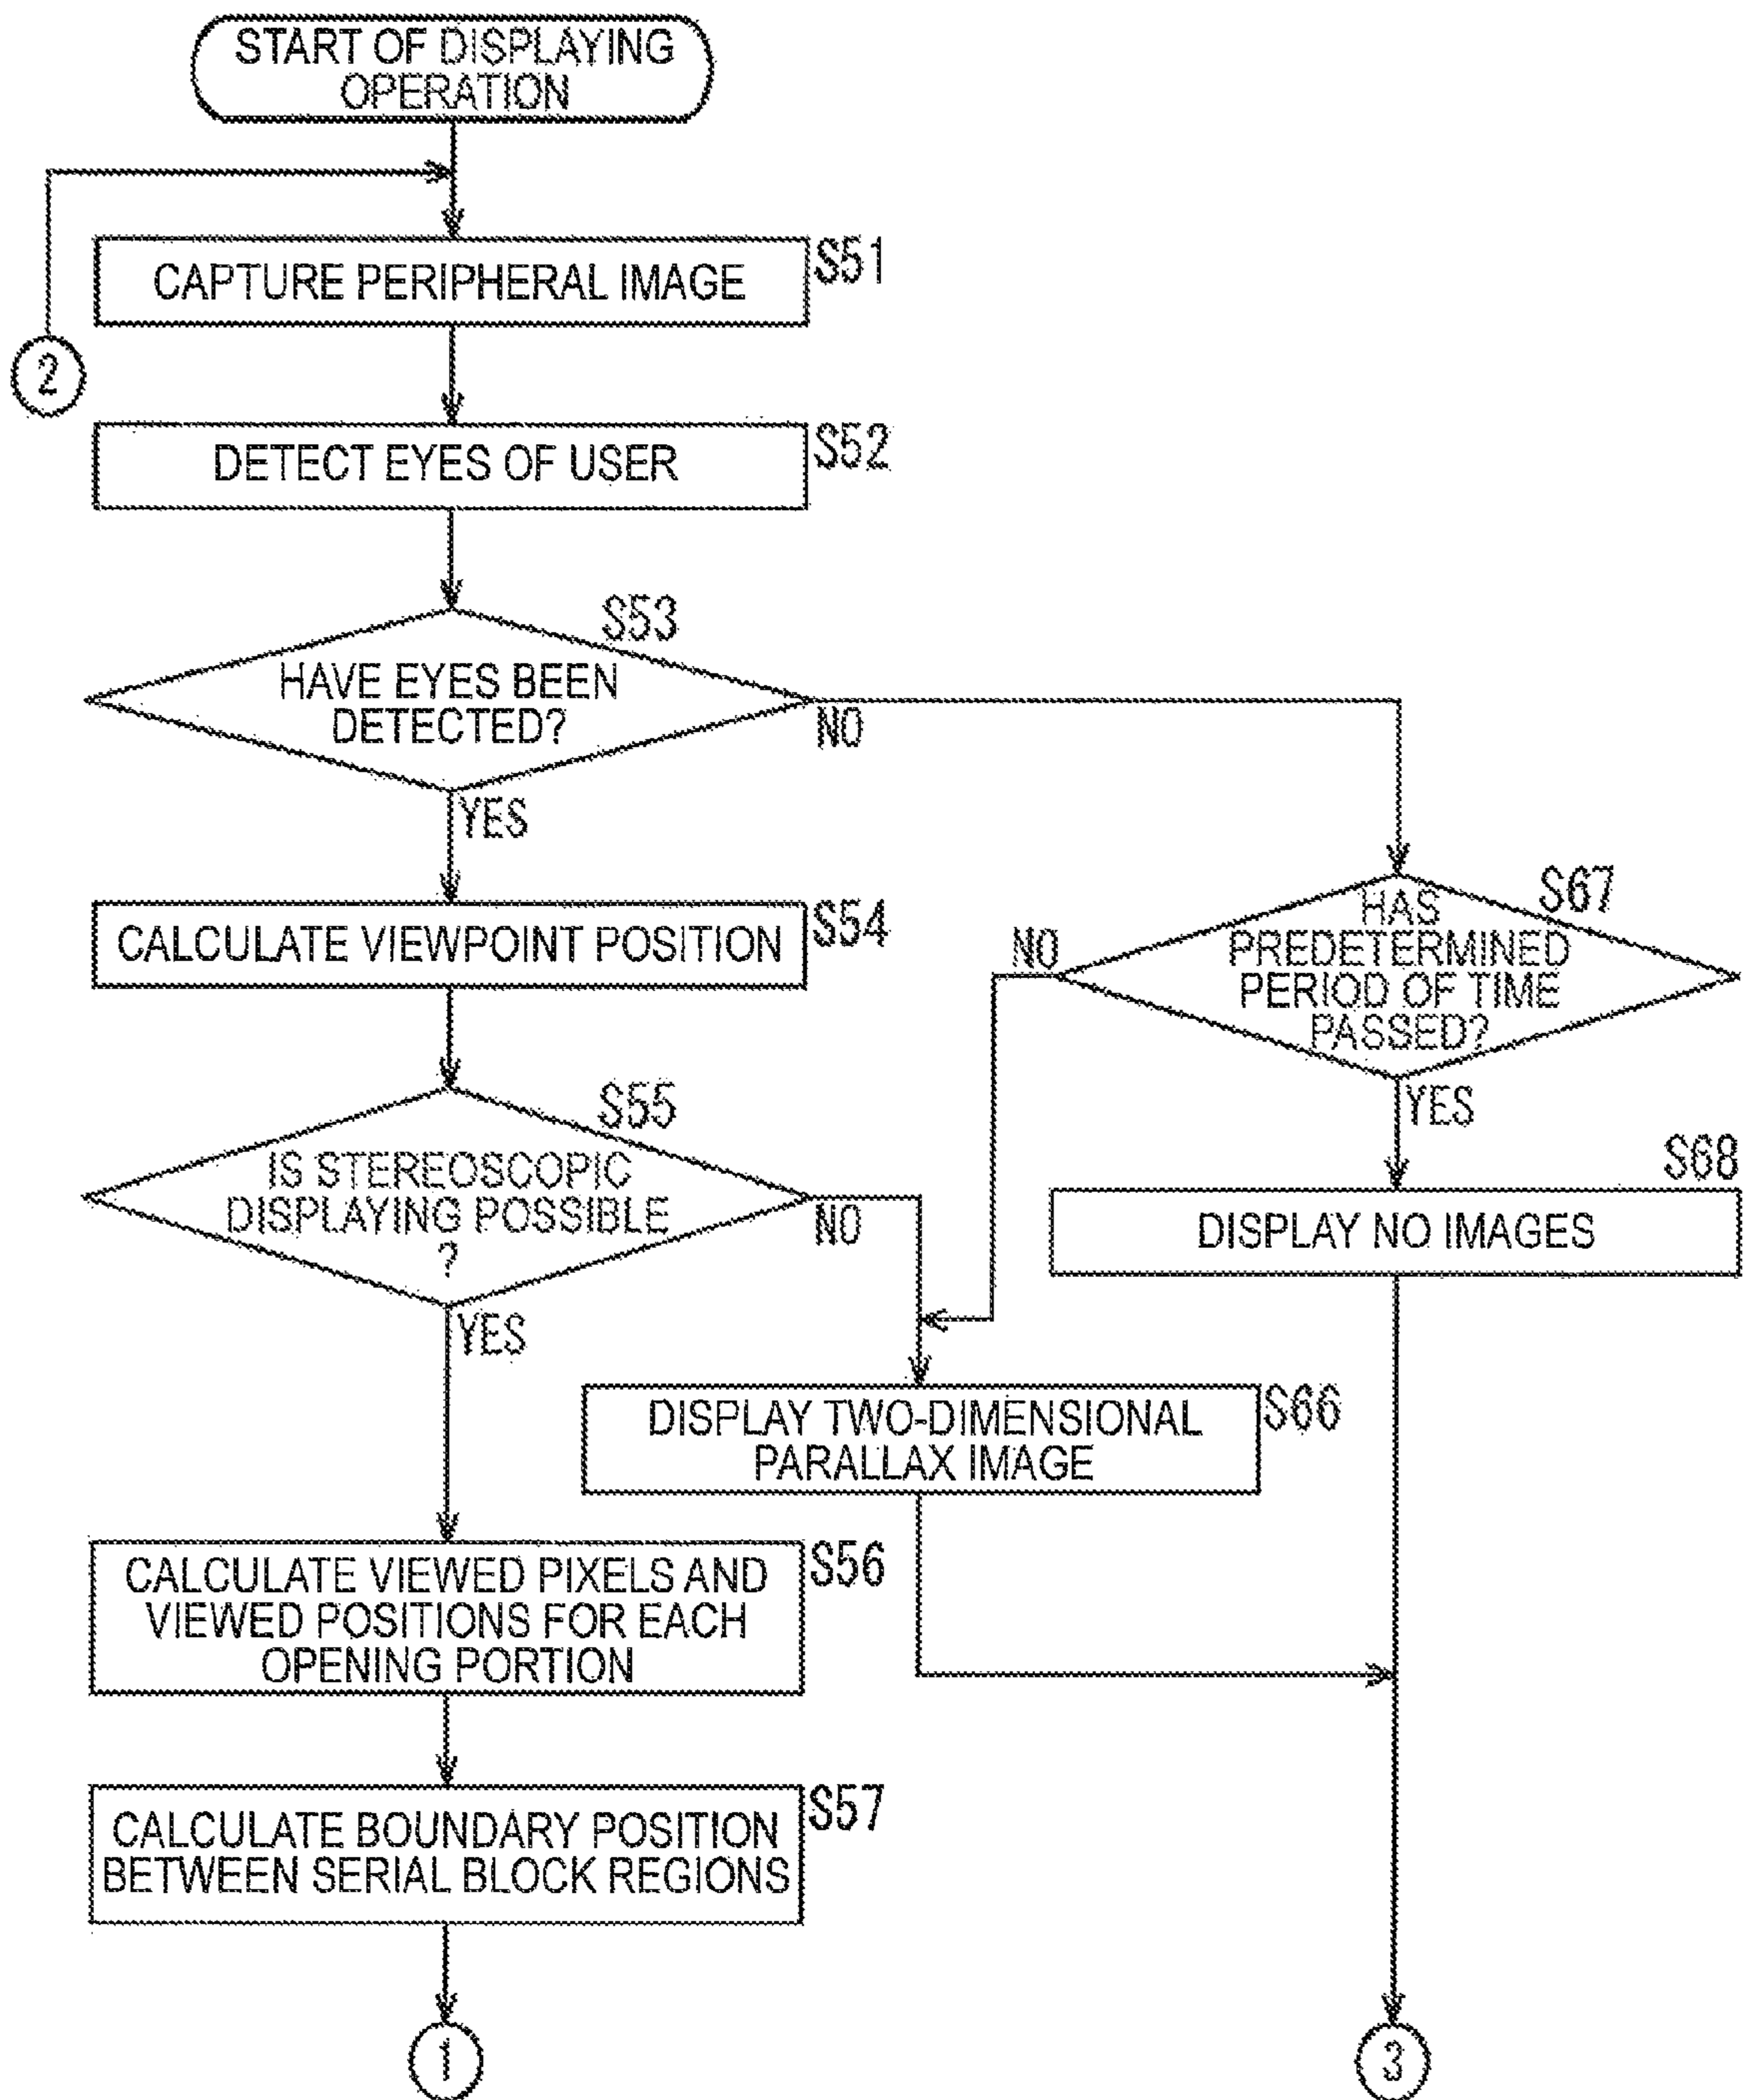 START OF DISPLAYING
OPERATION
CAPTURE PERIPHERAL IMAGE
S51
2
DETECT EYES OF USER
S52
S53
HAVE EYES BEEN
DETECTED?
NO
YES
CALCULATE VIEWPOINT POSITION
S54
S67
HAS
PREDETERMINED
PERIOD OF TIME
PASSED?
NO
YES
S55
IS STEREOSCOPIC
DISPLAYING POSSIBLE
?
NO
YES
S68
DISPLAY NO IMAGES
DISPLAY TWO-DIMENSIONAL
PARALLAX IMAGE
S66
CALCULATE VIEWED PIXELS AND
VIEWED POSITIONS FOR EACH
OPENING PORTION
S56
CALCULATE BOUNDARY POSITION
BETWEEN SERIAL BLOCK REGIONS
S57
1
3